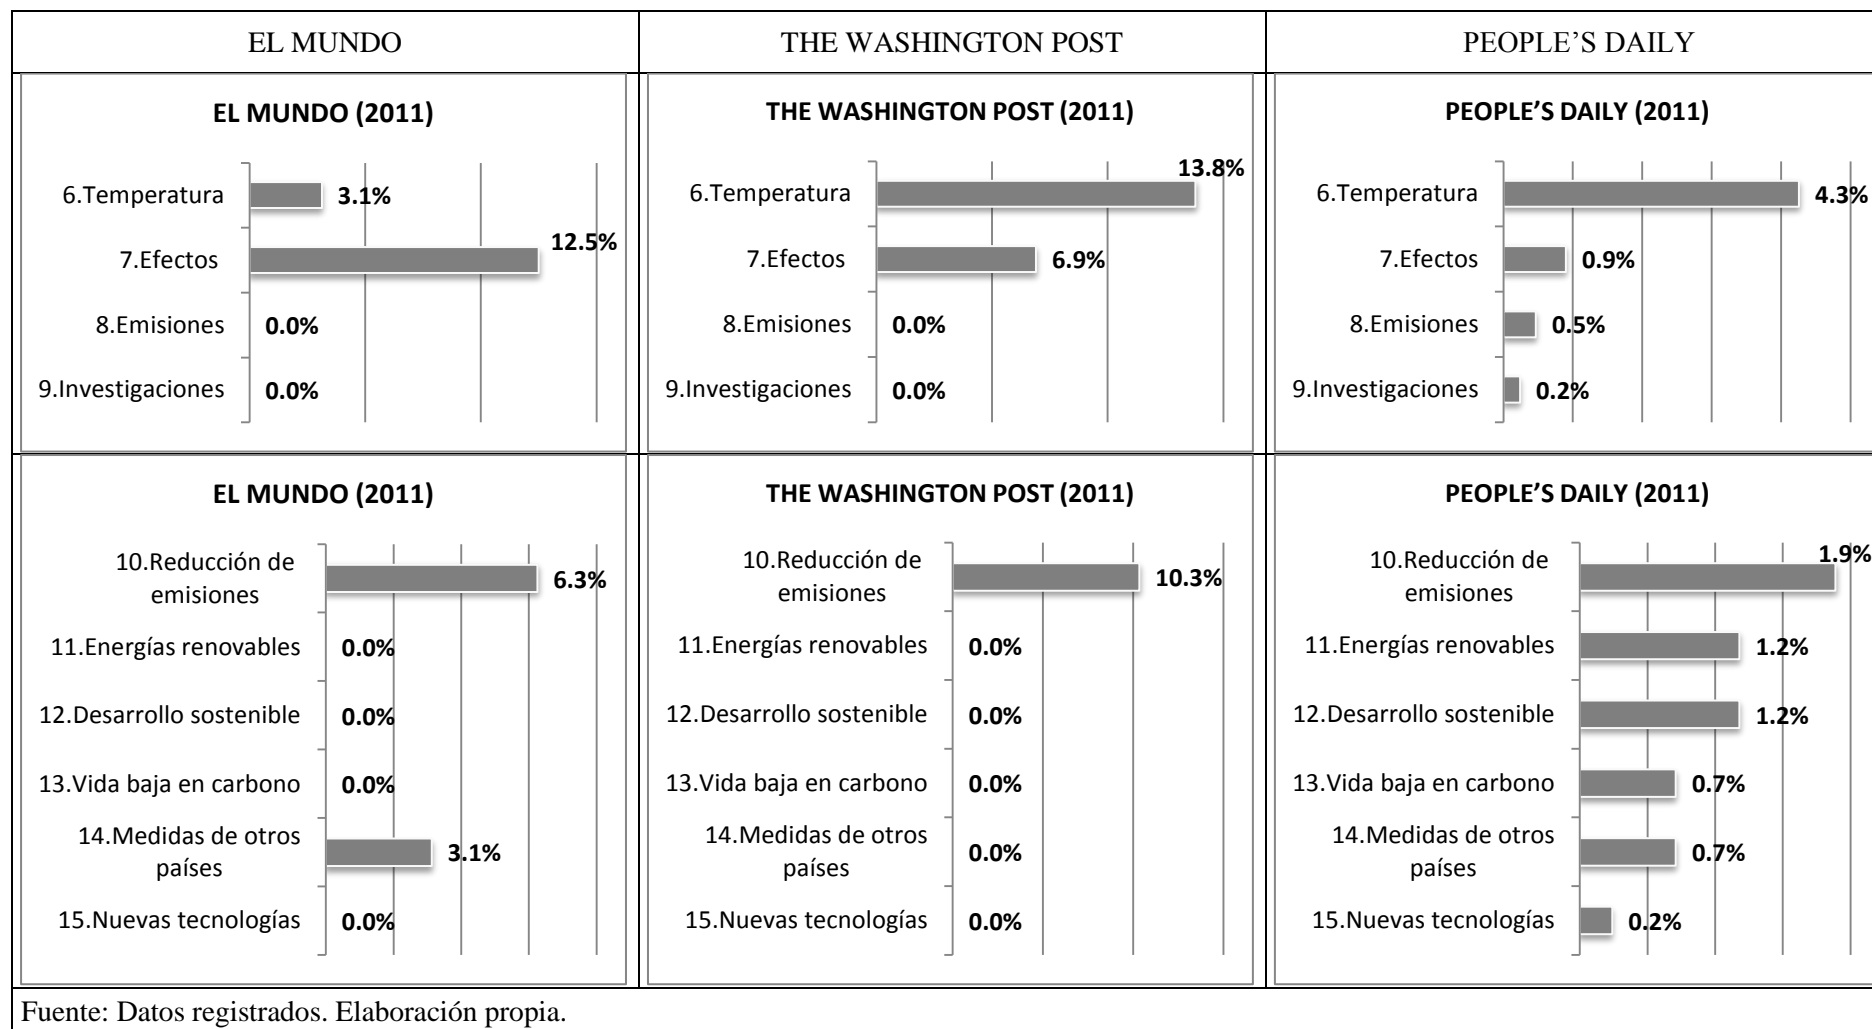 EL MUNDO
THE WASHINGTON POST
PEOPLE'S DAILY
EL MUNDO (2011)
6.Temperatura 3.1%
7.Efectos 12.5%
8.Emisiones 0.0%
9.Investigaciones 0.0%
THE WASHINGTON POST (2011)
6.Temperatura 13.8%
7.Efectos 6.9%
8.Emisiones 0.0%
9.Investigaciones 0.0%
PEOPLE'S DAILY (2011)
6.Temperatura 4.3%
7.Efectos 0.9%
8.Emisiones 0.5%
9.Investigaciones 0.2%
EL MUNDO (2011)
10.Reducción de
emisiones 6.3%
11.Energías renovables 0.0%
12.Desarrollo sostenible 0.0%
13.Vida baja en carbono 0.0%
14.Medidas de otros
países 3.1%
15.Nuevas tecnologías 0.0%
THE WASHINGTON POST (2011)
10.Reducción de
emisiones 10.3%
11.Energías renovables 0.0%
12.Desarrollo sostenible 0.0%
13.Vida baja en carbono 0.0%
14.Medidas de otros
países 0.0%
15.Nuevas tecnologías 0.0%
PEOPLE'S DAILY (2011)
10.Reducción de
emisiones 1.9%
11.Energías renovables 1.2%
12.Desarrollo sostenible 1.2%
13.Vida baja en carbono 0.7%
14.Medidas de otros
países 0.7%
15.Nuevas tecnologías 0.2%
Fuente: Datos registrados. Elaboración propia.